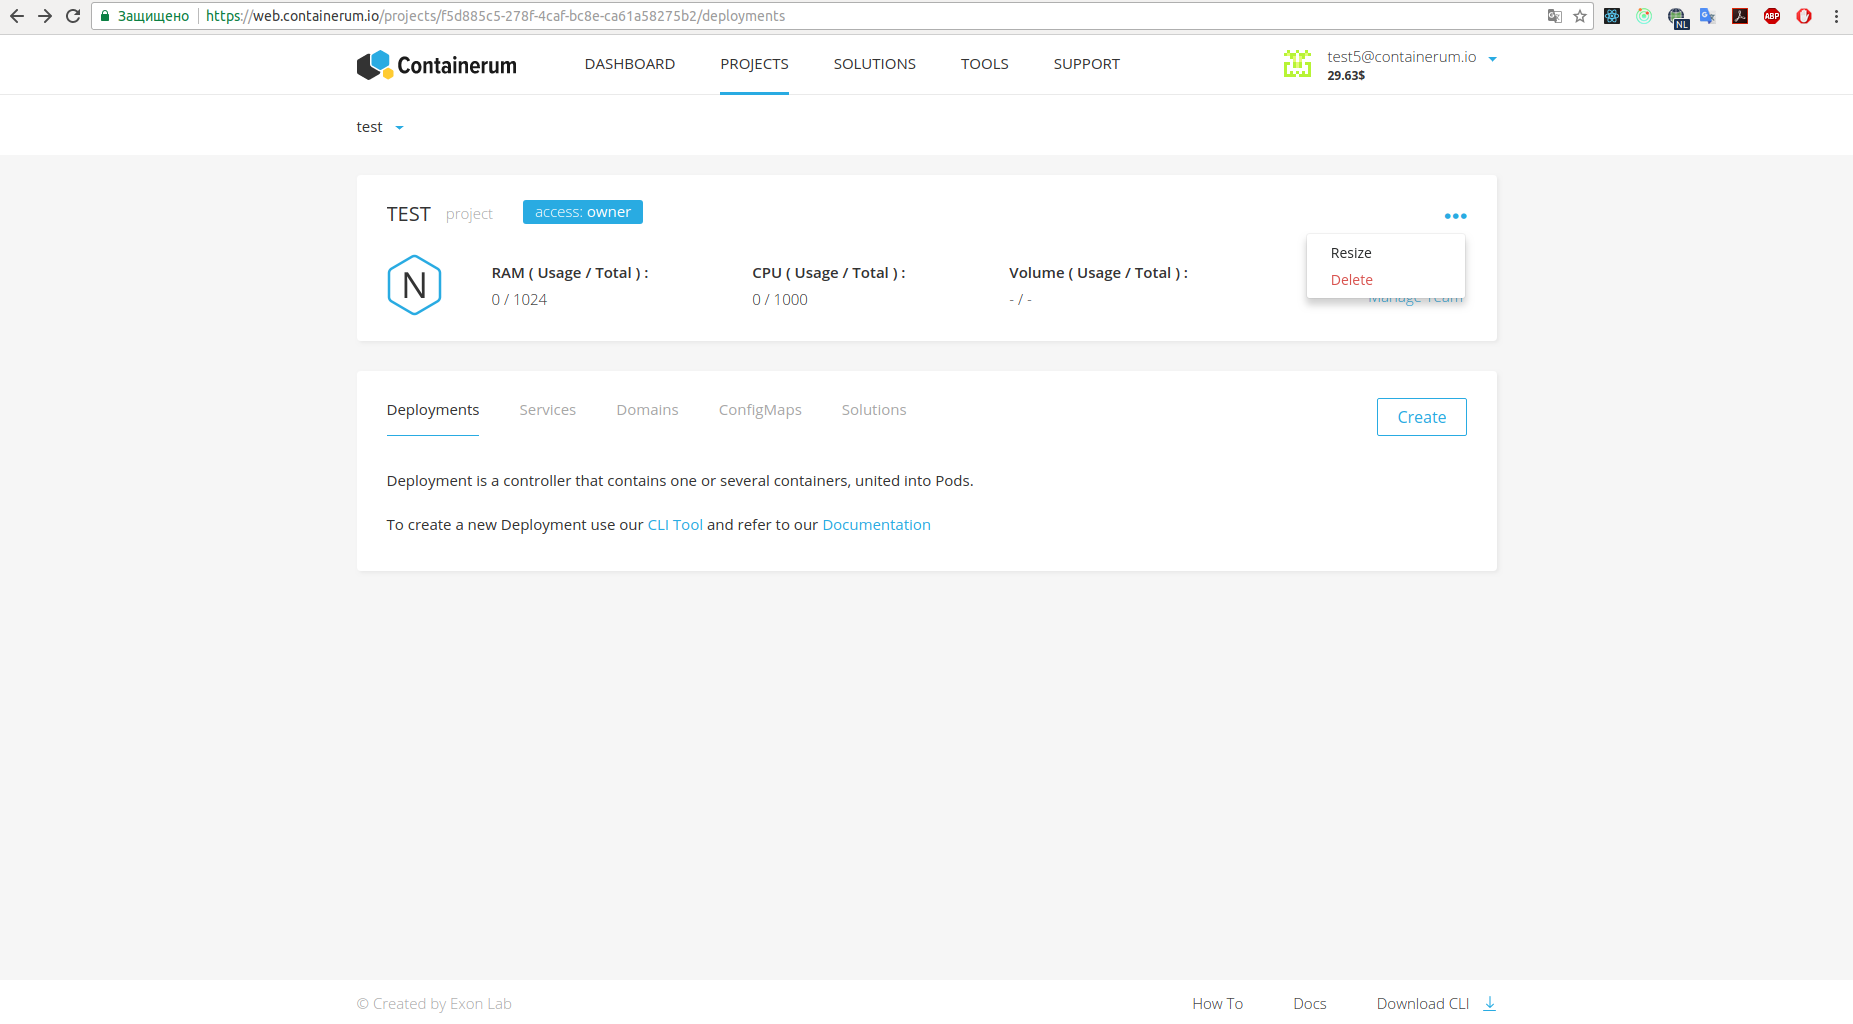 Защищено https://web.containerum.io/projects/f5d885c5-278f-4caf-bc8e-ca61a58275b2/deployments NL ABP
Containerum DASHBOARD PROJECTS SOLUTIONS TOOLS SUPPORT test5@containerum.io
29.63$
test
TEST project access: owner
Resize
Delete
Manage Team
N RAM ( Usage / Total ) : CPU ( Usage / Total ) : Volume ( Usage / Total ) :
0 / 1024 0 / 1000 - / -
Deployments Services Domains ConfigMaps Solutions Create
Deployment is a controller that contains one or several containers, united into Pods.
To create a new Deployment use our CLI Tool and refer to our Documentation
© Created by Exon Lab How To Docs Download CLI